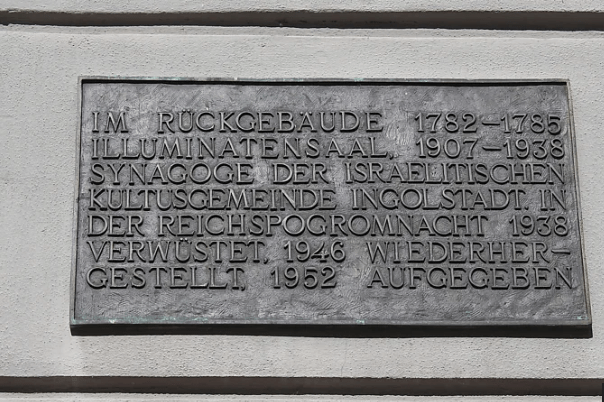 IM RÜCKGEBÄUDE 1782-1785
ILLUMINATENSAAL, 1907-1938
SYNAGOGE DER ISRAELITISCHEN
KULTUSGEMEINDE INGOLSTADT. IN
DER REICHSPOGROMNACHT 1938
VERWÜSTET, 1946 WIEDERHER-
GESTELLT, 1952 AUFGEGEBEN